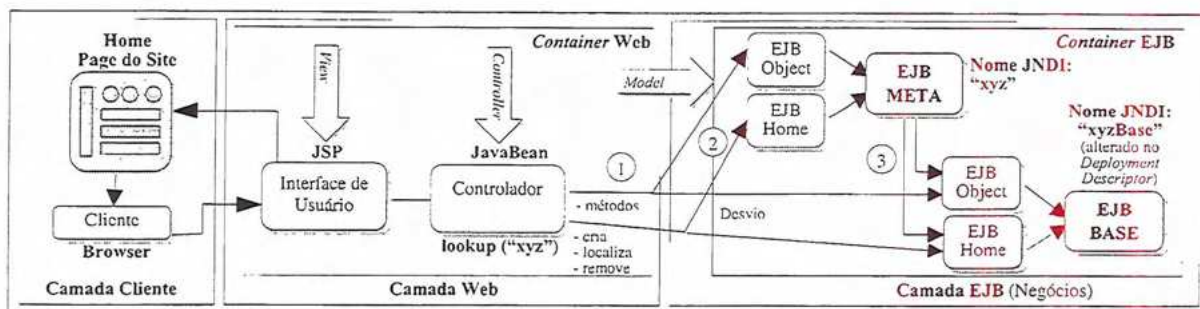 Home
Page do Site
Cliente
Browser
Camada Cliente
Container Web
View
Controller
JSP
Interface de
Usuário
JavaBean
Controlador
lookup ("xyz")
1
- métodos
- cria
- localiza
- remove
Camada Web
Model
2
Desvio
Container EJB
EJB
Object
EJB
Home
EJB
META
Nome JNDI:
"xyz"
3
Nome JNDI:
"xyzBase"
(alterado no
Deployment
Descriptor)
EJB
Object
EJB
Home
EJB
BASE
Camada EJB (Negócios)